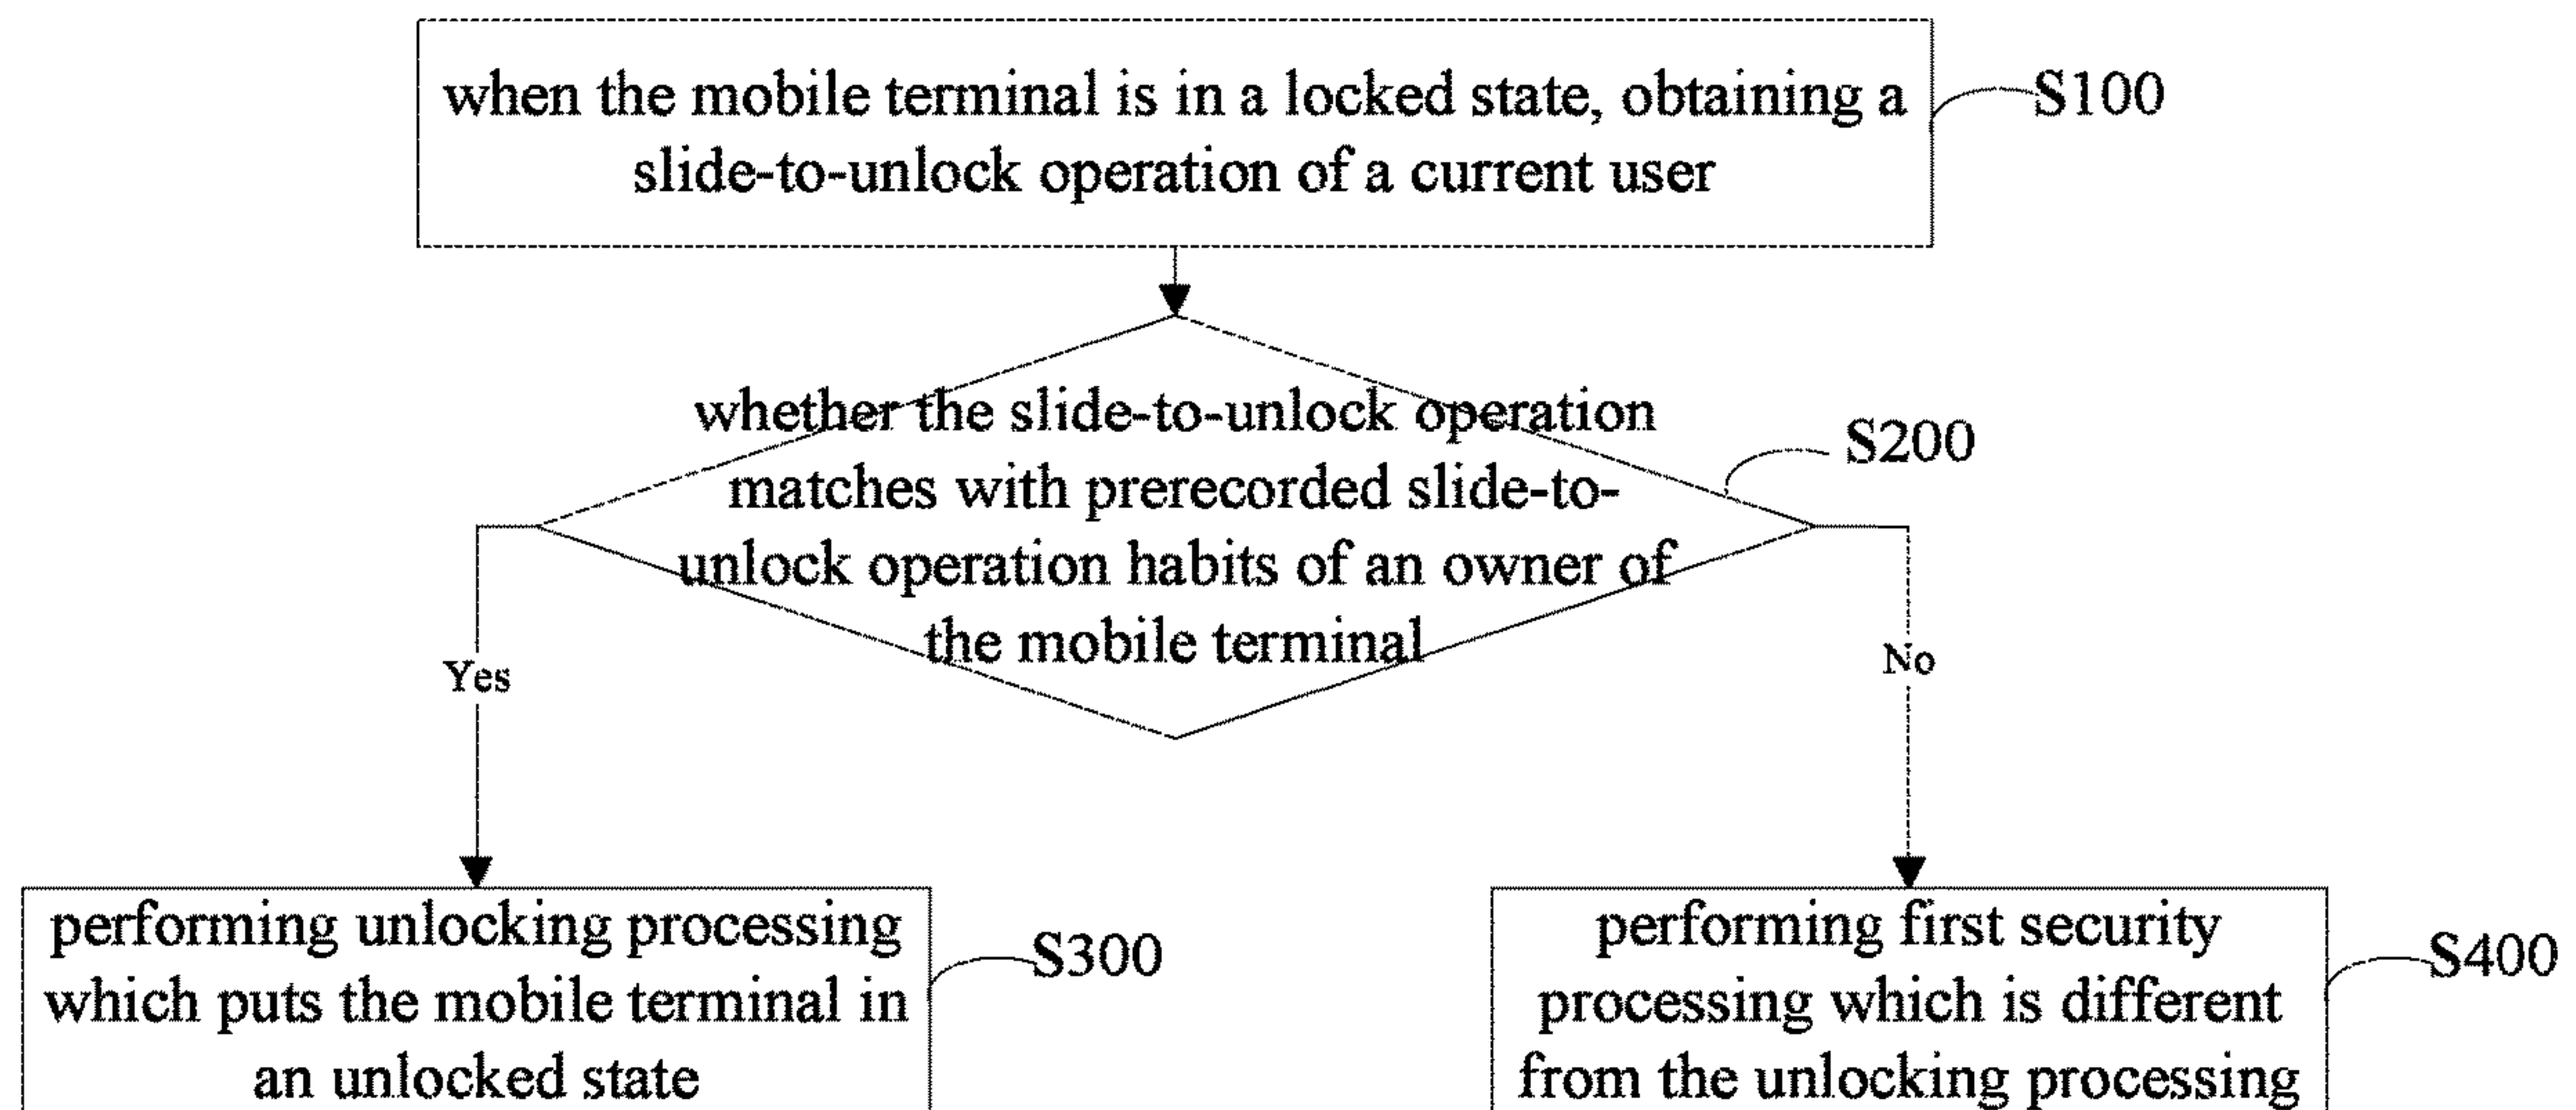 when the mobile terminal is in a locked state, obtaining a
slide-to-unlock operation of a current user
S100
whether the slide-to-unlock operation
matches with prerecorded slide-to-
unlock operation habits of an owner of
the mobile terminal
S200
Yes
No
performing unlocking processing
which puts the mobile terminal in
an unlocked state
S300
performing first security
processing which is different
from the unlocking processing
S400